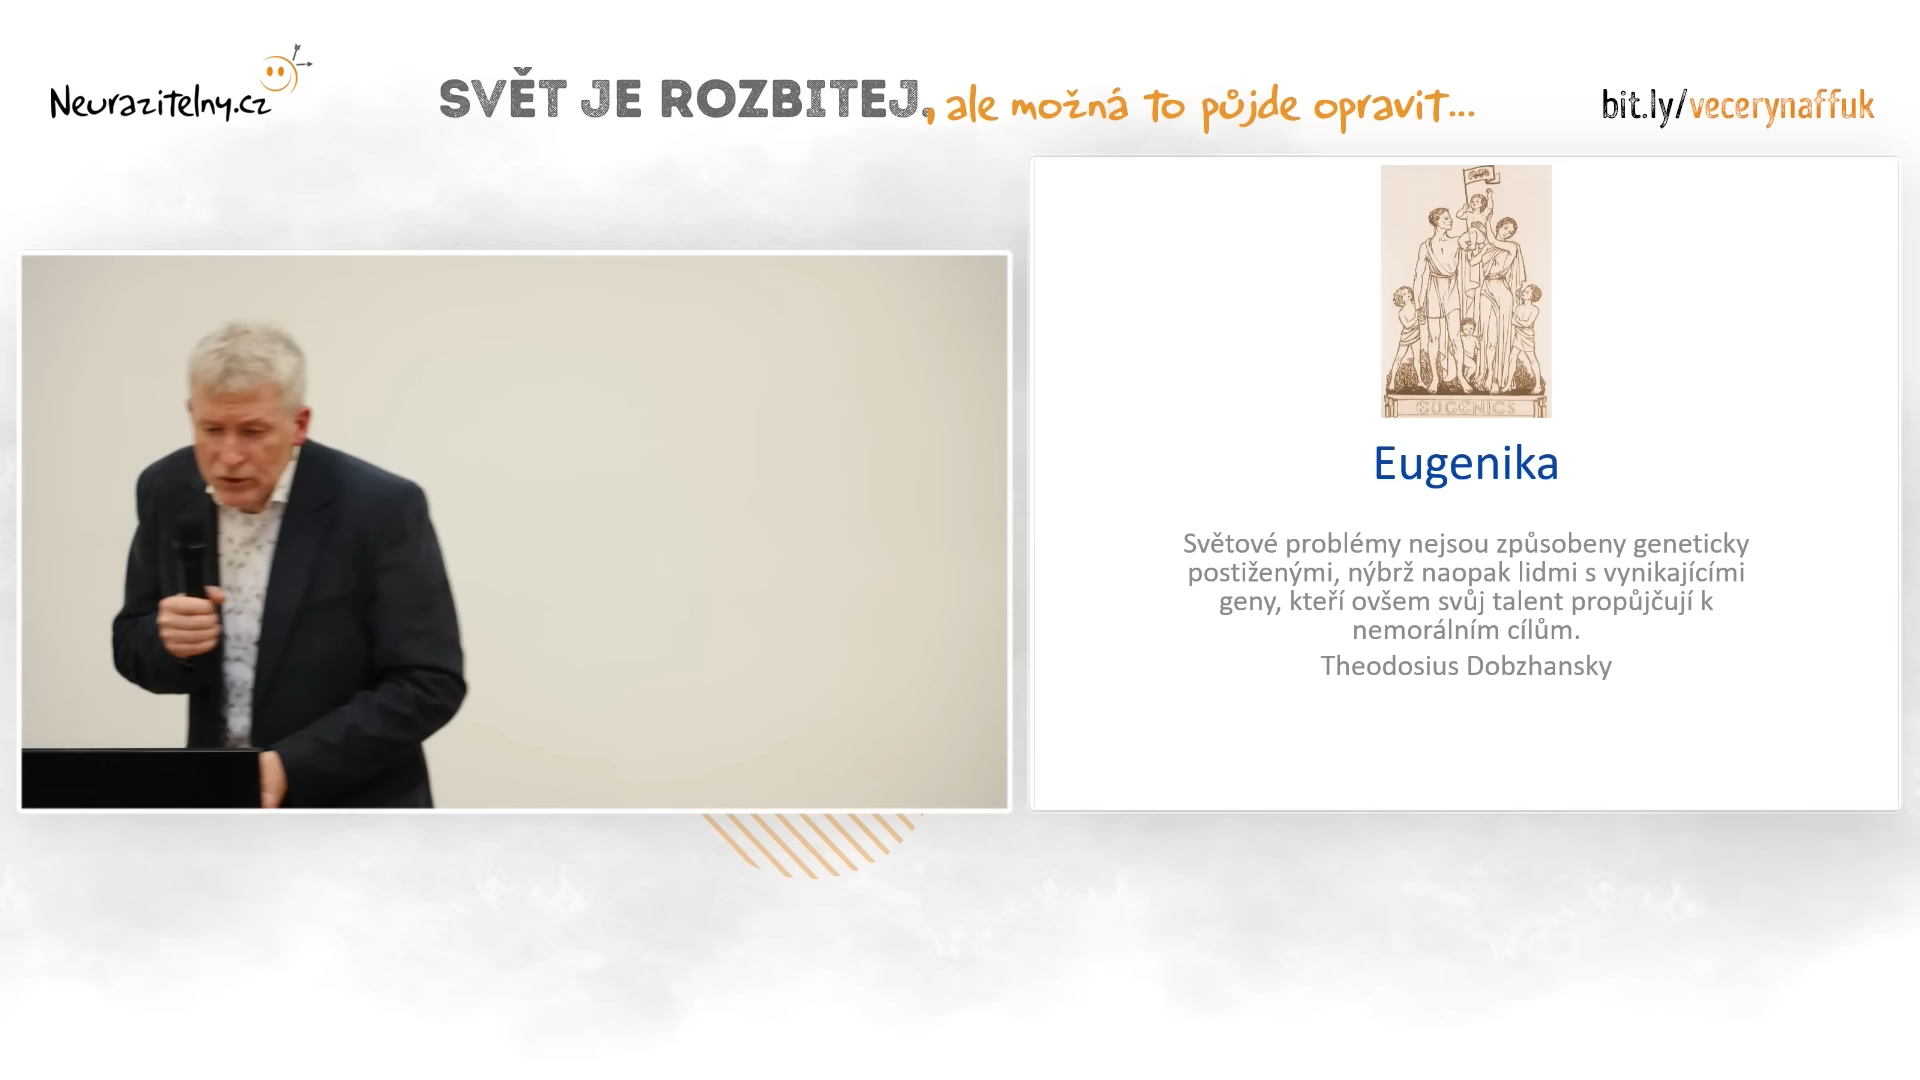 Neurazitelny.cz
SVĚT JE ROZBITEJ, ale možná to půjde opravit...
bit.ly/vecerynaffuk
EUGENICS
Eugenika
Světové problémy nejsou způsobeny geneticky
postiženými, nýbrž naopak lidmi s vynikajícími
geny, kteří ovšem svůj talent propůjčují k
nemorálním cílům.
Theodosius Dobzhansky